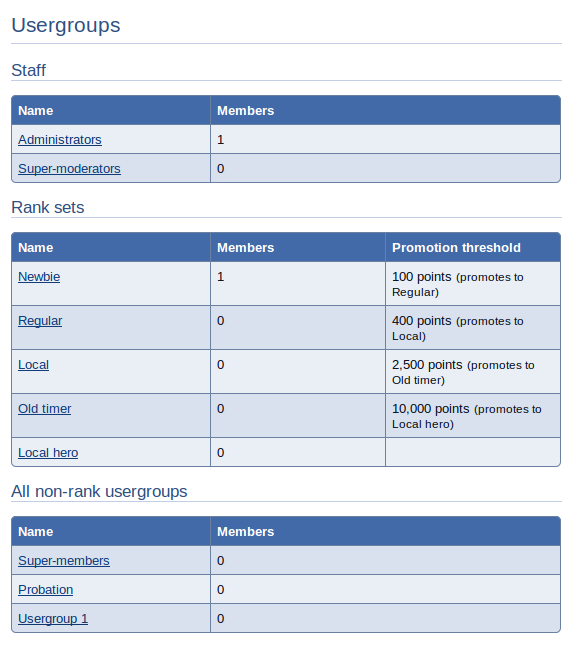 Usergroups
Staff
Name Members
Administrators 1
Super-moderators 0
Rank sets
Name Members Promotion threshold
Newbie 1 100 points (promotes to
Regular)
Regular 0 400 points (promotes to
Local)
Local 0 2,500 points (promotes to
Old timer)
Old timer 0 10,000 points (promotes to
Local hero)
Local hero 0
All non-rank usergroups
Name Members
Super-members 0
Probation 0
Usergroup 1 0